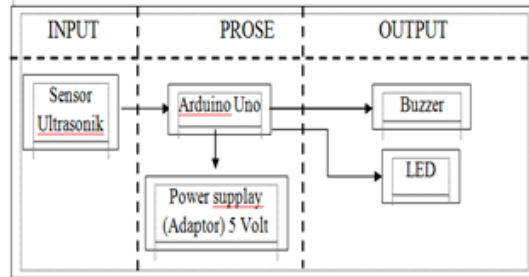 INPUT
PROSE
OUTPUT
Sensor
Ultrasonik
Arduino Uno
Buzzer
LED
Power supplay
(Adaptor) 5 Volt